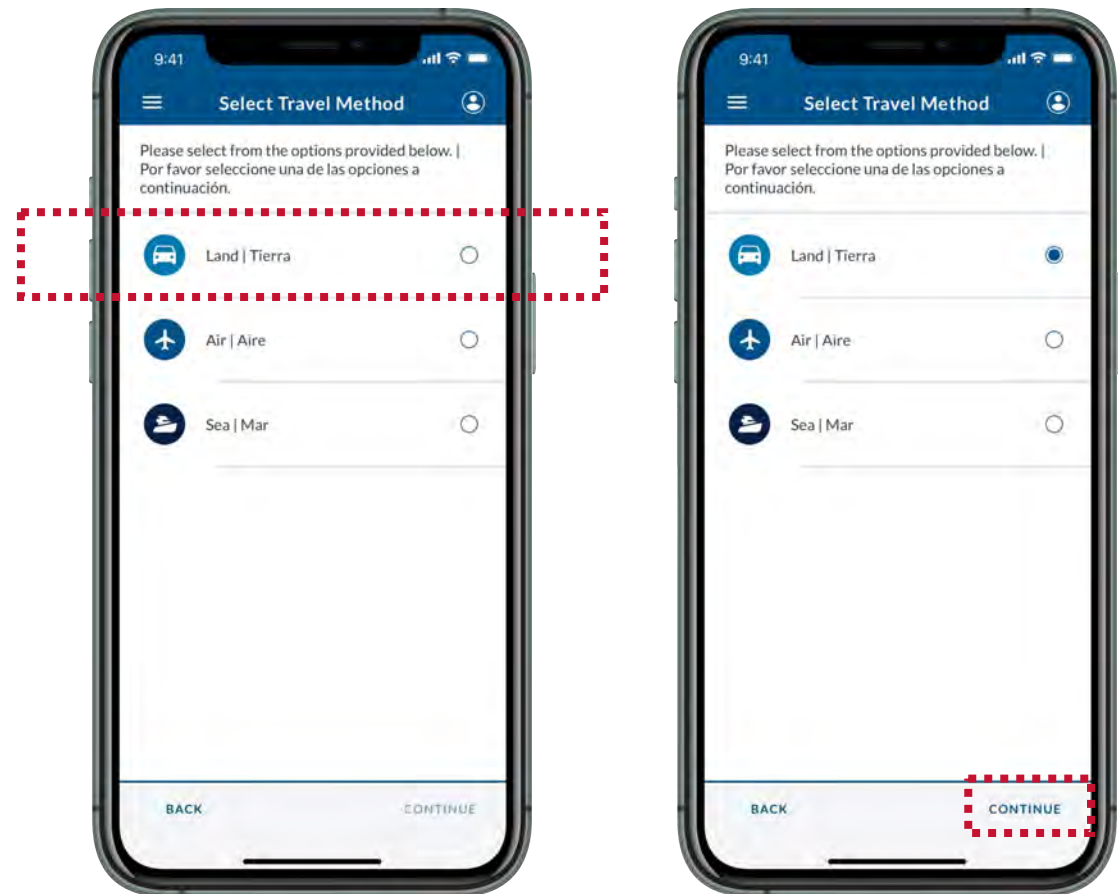 9:41
Select Travel Method
Please select from the options provided below. |
Por favor seleccione una de las opciones a
continuación.
Land | Tierra
Air | Aire
Sea | Mar
BACK
CONTINUE
9:41
Select Travel Method
Please select from the options provided below. |
Por favor seleccione una de las opciones a
continuación.
Land | Tierra
Air | Aire
Sea | Mar
BACK
CONTINUE